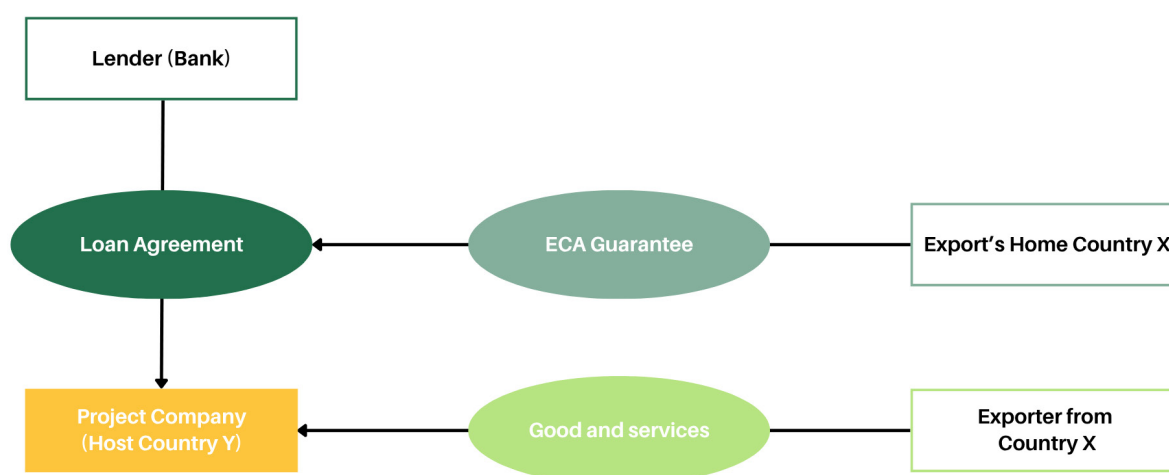 Lender (Bank)
Loan Agreement
ECA Guarantee
Export's Home Country X
Project Company
(Host Country Y)
Good and services
Exporter from
Country X